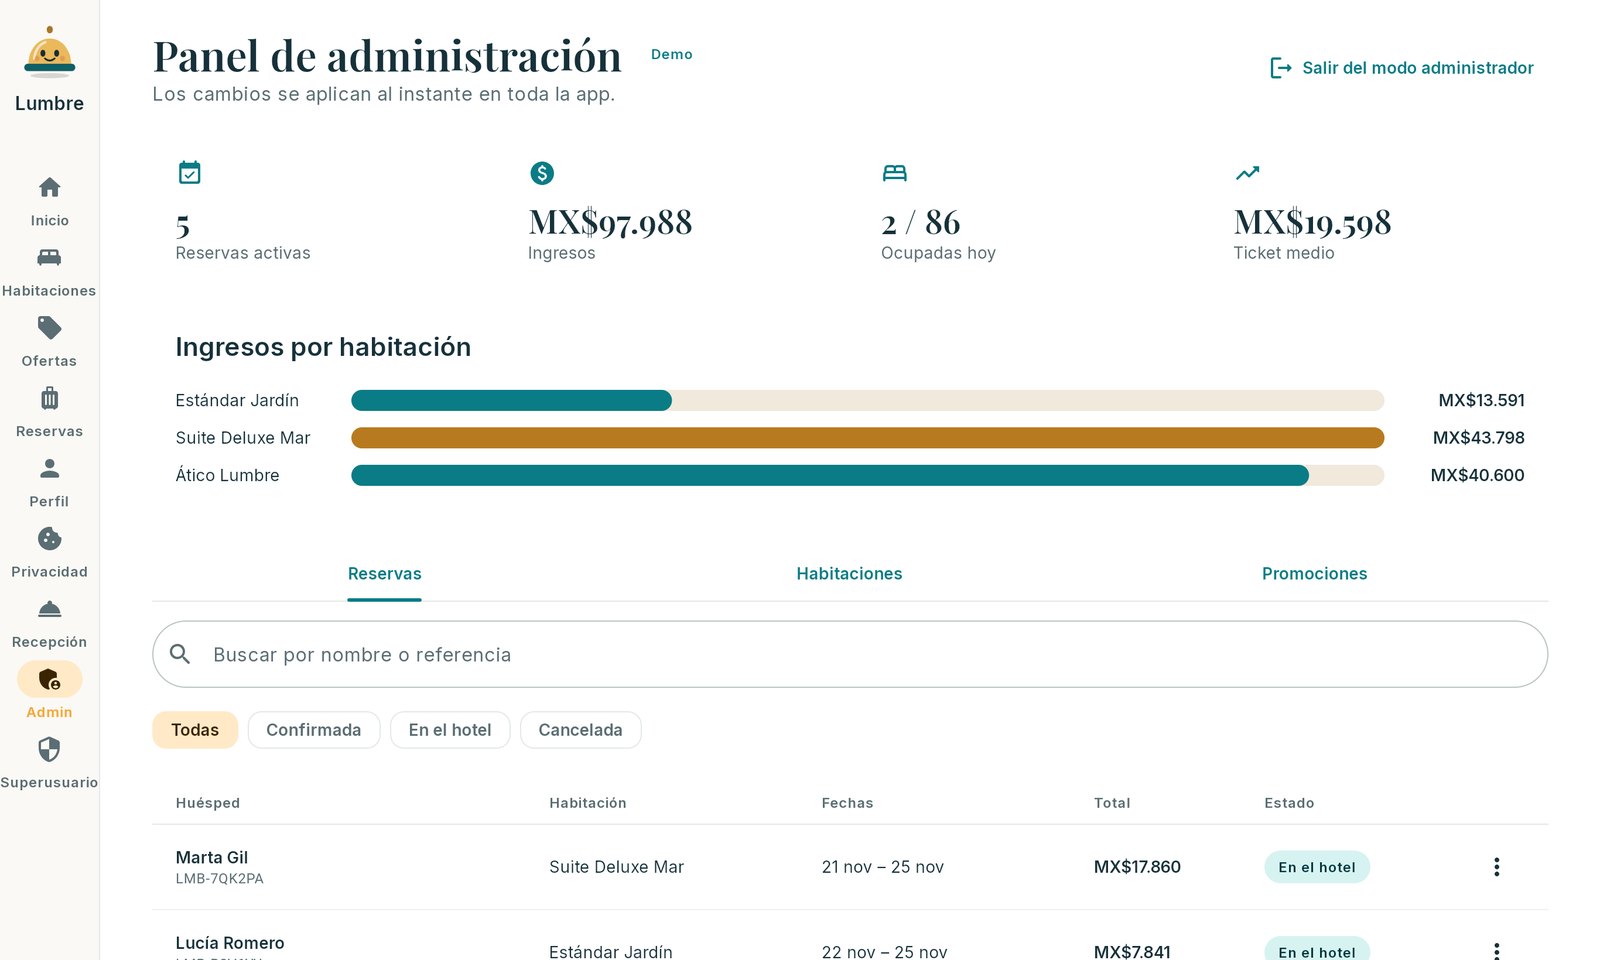 Lumbre
Inicio
Habitaciones
Ofertas
Reservas
Perfil
Privacidad
Recepción
Admin
Superusuario
Panel de administración
Demo
Los cambios se aplican al instante en toda la app.
Salir del modo administrador
5
Reservas activas
MX$97.988
Ingresos
2 / 86
Ocupadas hoy
MX$19.598
Ticket medio
Ingresos por habitación
Estándar Jardín MX$13.591
Suite Deluxe Mar MX$43.798
Ático Lumbre MX$40.600
Reservas Habitaciones Promociones
Buscar por nombre o referencia
Todas Confirmada En el hotel Cancelada
Huésped Habitación Fechas Total Estado
Marta Gil
LMB-7QK2PA
Suite Deluxe Mar 21 nov – 25 nov MX$17.860 En el hotel
Lucía Romero
Estándar Jardín 22 nov – 25 nov MX$7.841 En el hotel